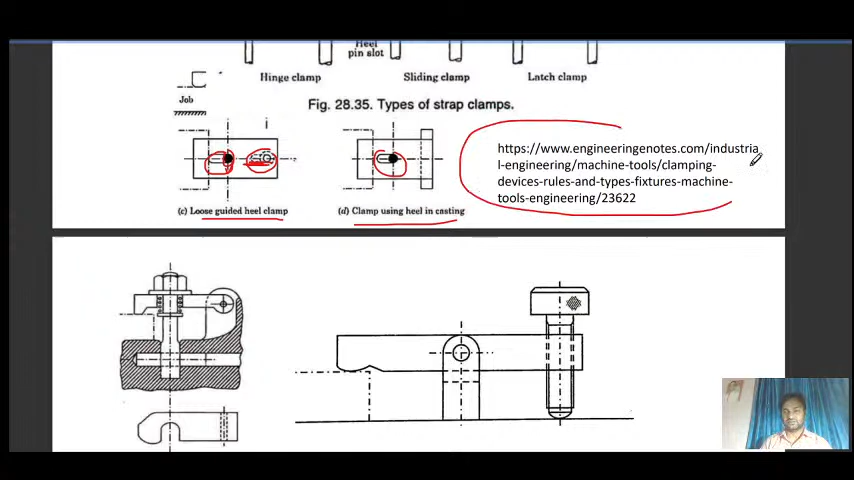 Heel
pin slot
Hinge clamp
Sliding clamp
Latch clamp
Job
Fig. 28.35. Types of strap clamps.
https://www.engineeringenotes.com/industria
l-engineering/machine-tools/clamping-
devices-rules-and-types-fixtures-machine-
tools-engineering/23622
(c) Loose guided heel clamp
(d) Clamp using heel in casting